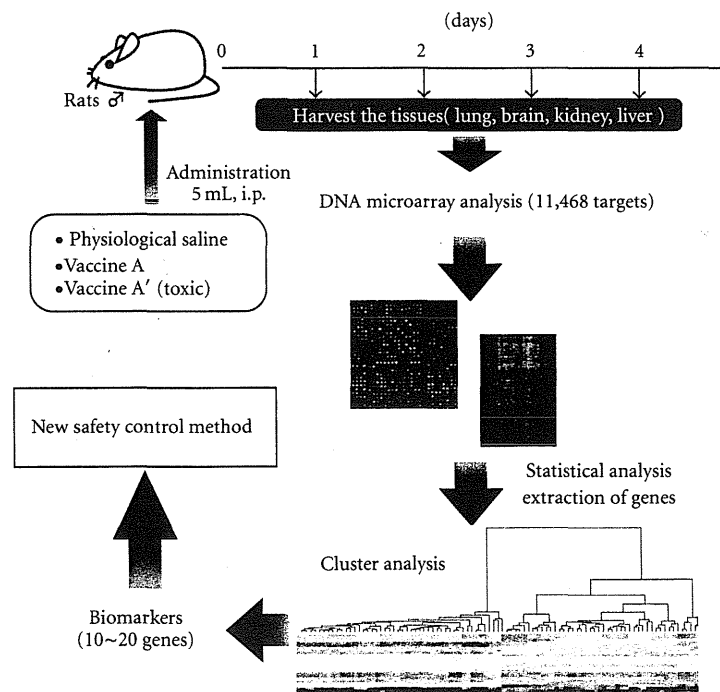 (days)
0 1 2 3 4
Rats ♂
Harvest the tissues( lung, brain, kidney, liver )
Administration
5 mL, i.p.
DNA microarray analysis (11,468 targets)
• Physiological saline
•Vaccine A
•Vaccine A′ (toxic)
New safety control method
Statistical analysis
extraction of genes
Cluster analysis
Biomarkers
(10~20 genes)